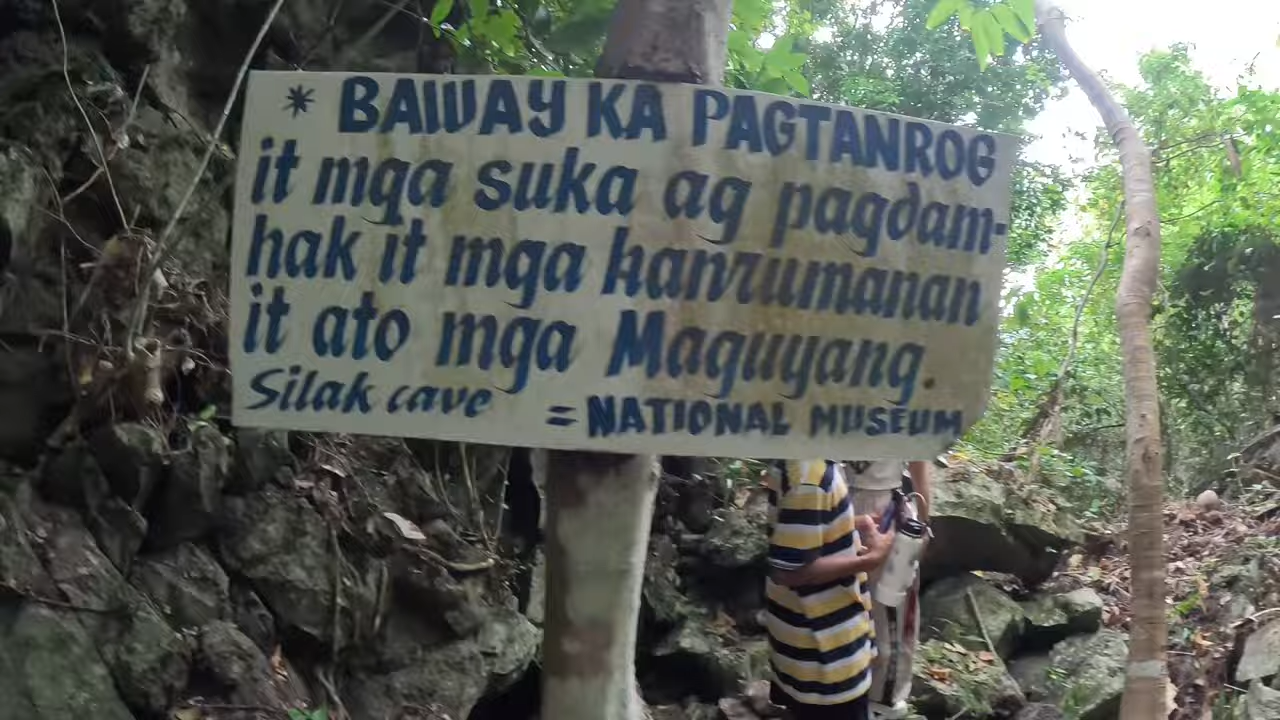 * BAWAY KA PAGTANROG
it mga suka ag pagdam-
hak it mga kanrumanan
it ato mga Maguyang.
Silak cave = NATIONAL MUSEUM